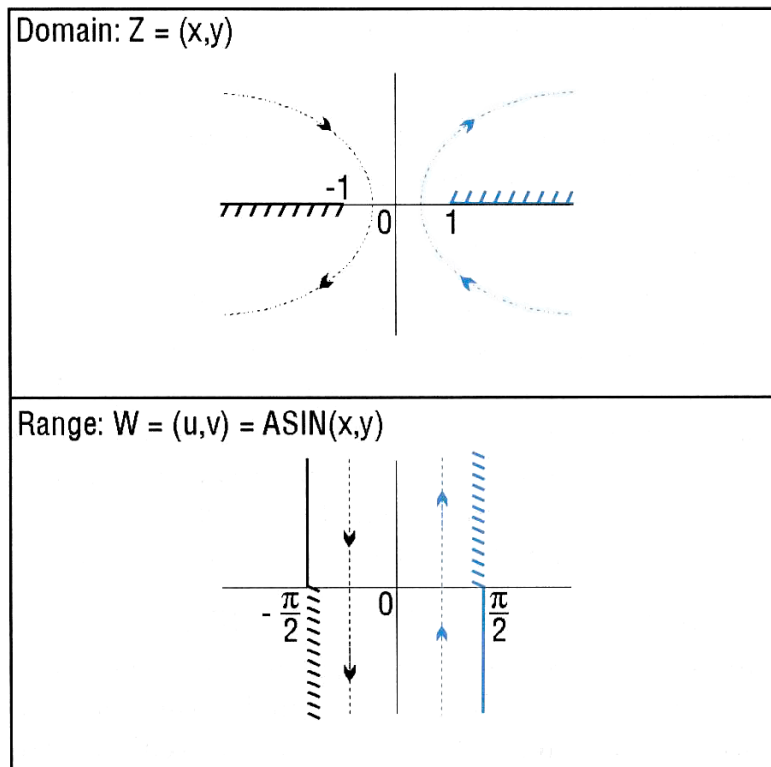 Domain: Z = (x,y)
-1
0
1
Range: W = (u,v) = ASIN(x,y)
- π/2
0
π/2